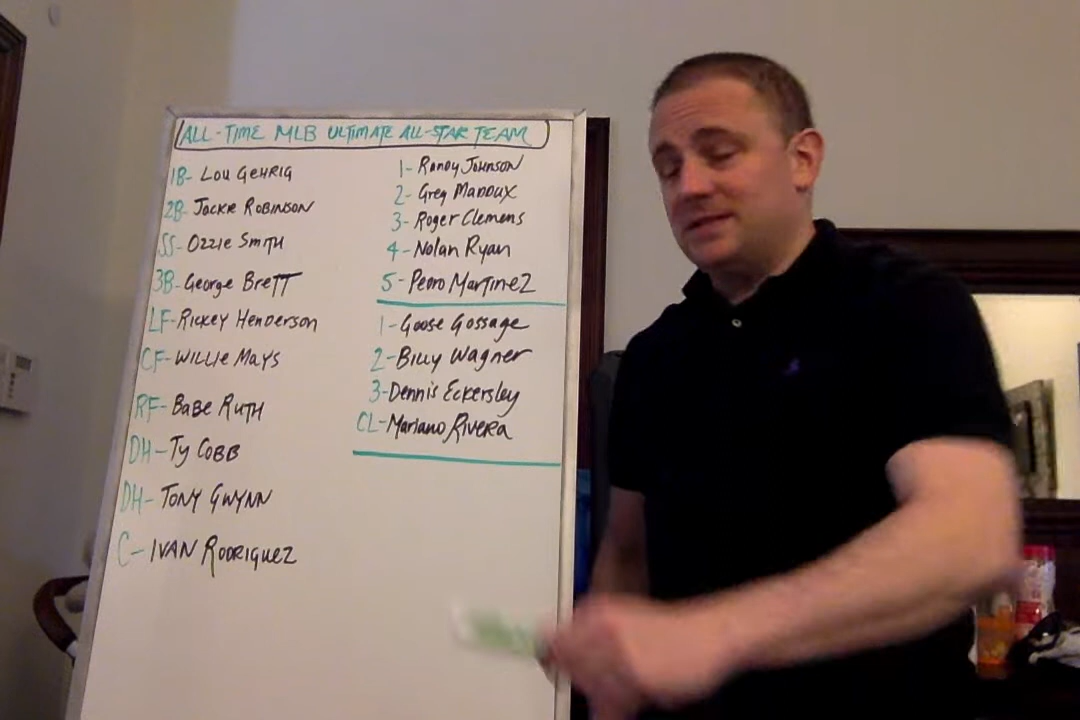 ALL-TIME MLB ULTIMATE ALL-STAR TEAM
1B- LOU GEHRIG
2B- JACKIE ROBINSON
SS- OZZIE SMITH
3B- George BreTT
LF- RICKEY HENDERSON
CF- WILLIE MAYS
RF- BABE RUTH
DH- TY COBB
DH- TONY GWYNN
C- IVAN RODRIGUEZ
1- Randy JOHNSON
2- Greg MADDUX
3- Roger Clemens
4- Nolan Ryan
5- Pedro MarTineZ
1- Goose Gossage
2- Billy Wagner
3- Dennis Eckersley
CL- Mariano Rivera